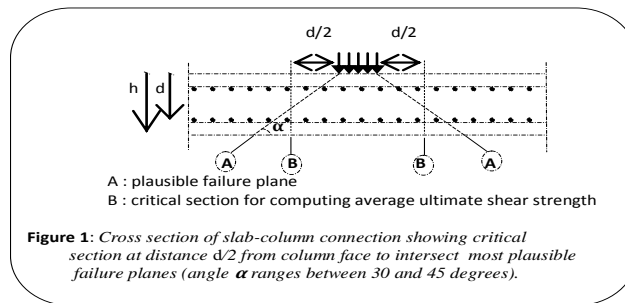 d/2 d/2
h d
α
A B B A
A : plausible failure plane
B : critical section for computing average ultimate shear strength
Figure 1: Cross section of slab-column connection showing critical
section at distance d/2 from column face to intersect most plausible
failure planes (angle α ranges between 30 and 45 degrees).